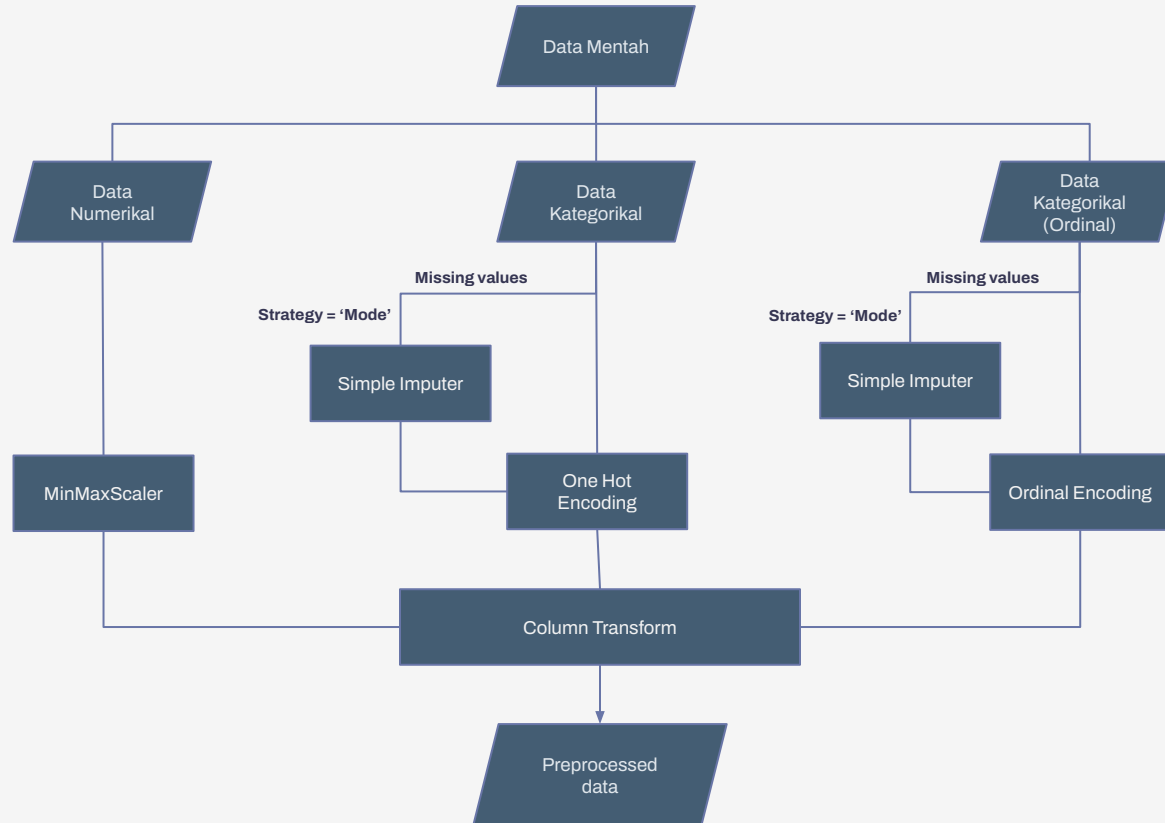 Data Mentah
Data
Numerikal
Data
Kategorikal
Data
Kategorikal
(Ordinal)
Missing values
Strategy = ‘Mode’
Simple Imputer
Missing values
Strategy = ‘Mode’
Simple Imputer
MinMaxScaler
One Hot
Encoding
Ordinal Encoding
Column Transform
Preprocessed
data